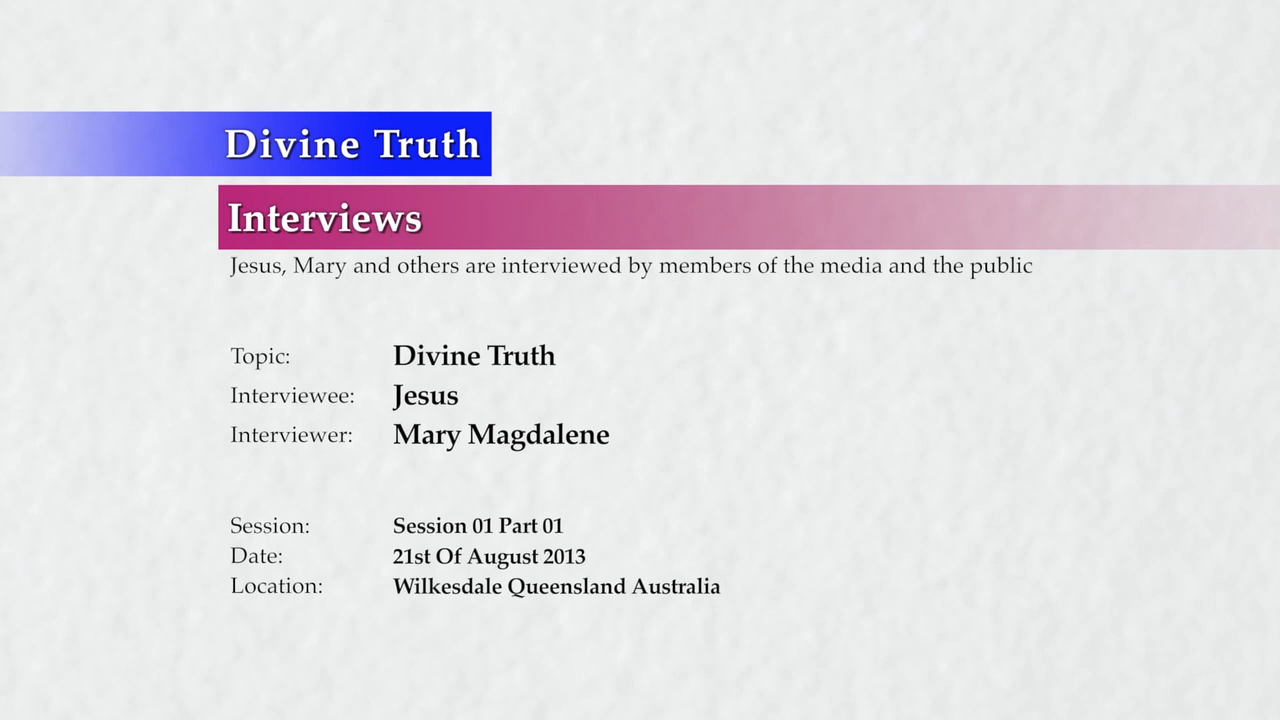 Divine Truth
Interviews
Jesus, Mary and others are interviewed by members of the media and the public
Topic: Divine Truth
Interviewee: Jesus
Interviewer: Mary Magdalene
Session: Session 01 Part 01
Date: 21st Of August 2013
Location: Wilkesdale Queensland Australia